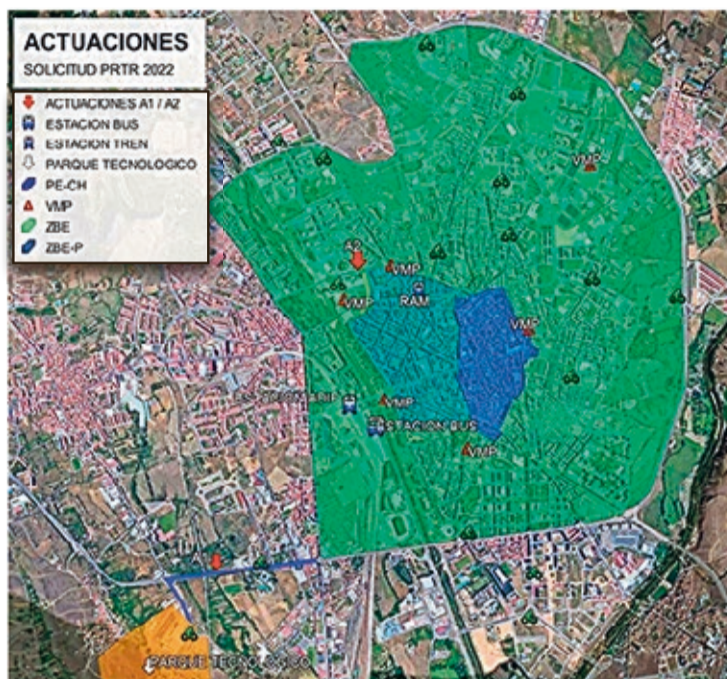 ACTUACIONES
SOLICITUD PRTR 2022
ACTUACIONES A1 / A2
ESTACION BUS
ESTACION TREN
PARQUE TECNOLOGICO
PE-CH
VMP
ZBE
ZBE-P
VMP
A2
VMP
RAM
VMP
VMP
VMP
ESTACION BUS
VMP
PARQUE TECNOLOGICO